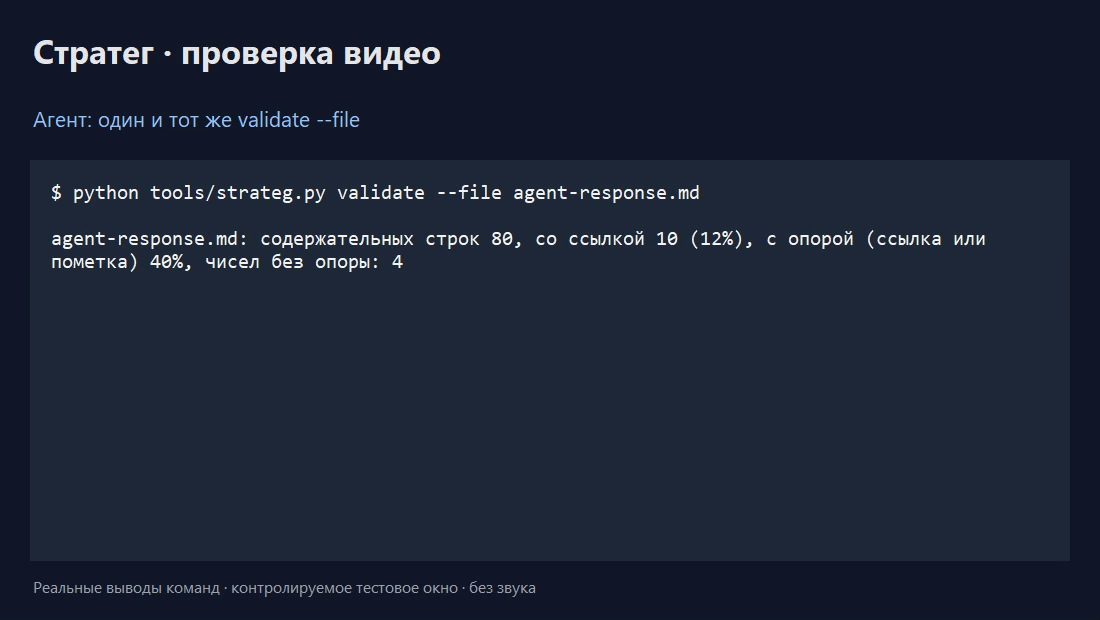 Стратег · проверка видео
Агент: один и тот же validate --file
$ python tools/strateg.py validate --file agent-response.md
agent-response.md: содержательных строк 80, со ссылкой 10 (12%), с опорой (ссылка или
пометка) 40%, чисел без опоры: 4
Реальные выводы команд · контролируемое тестовое окно · без звука